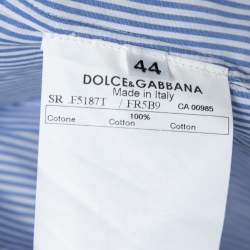 44
DOLCE&GABBANA
Made in Italy
SR .F5187T / FR5B9 CA 00985
100%
Cotone Cotton Cotton